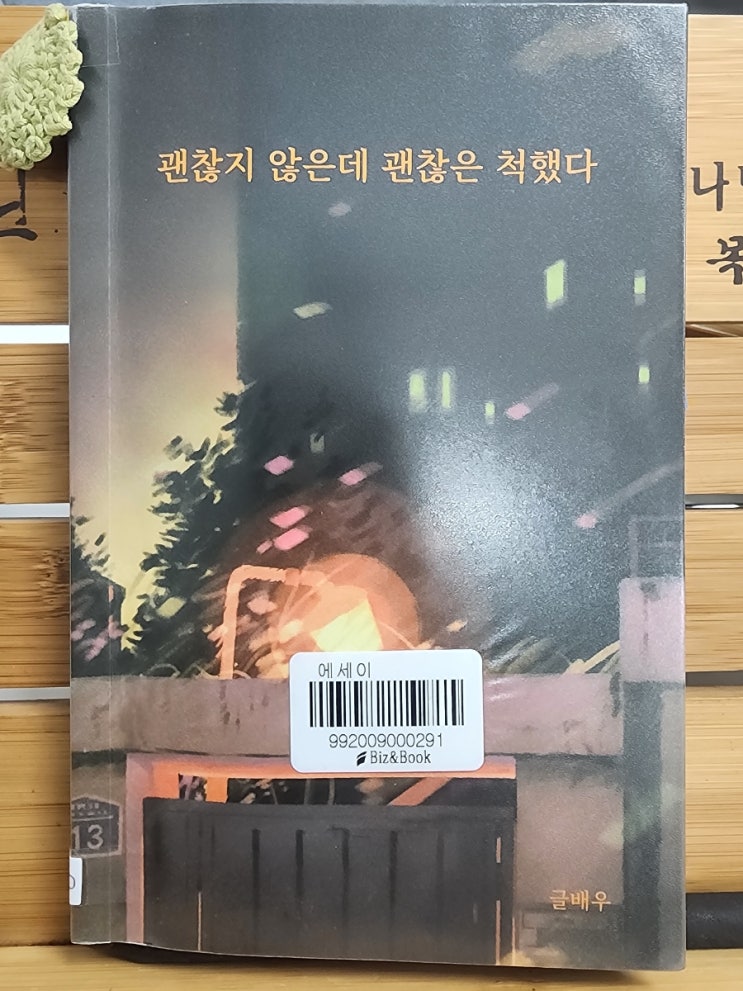 괜찮지 않은데 괜찮은 척했다
에세이
992009000291
Biz&Book
13
글배우